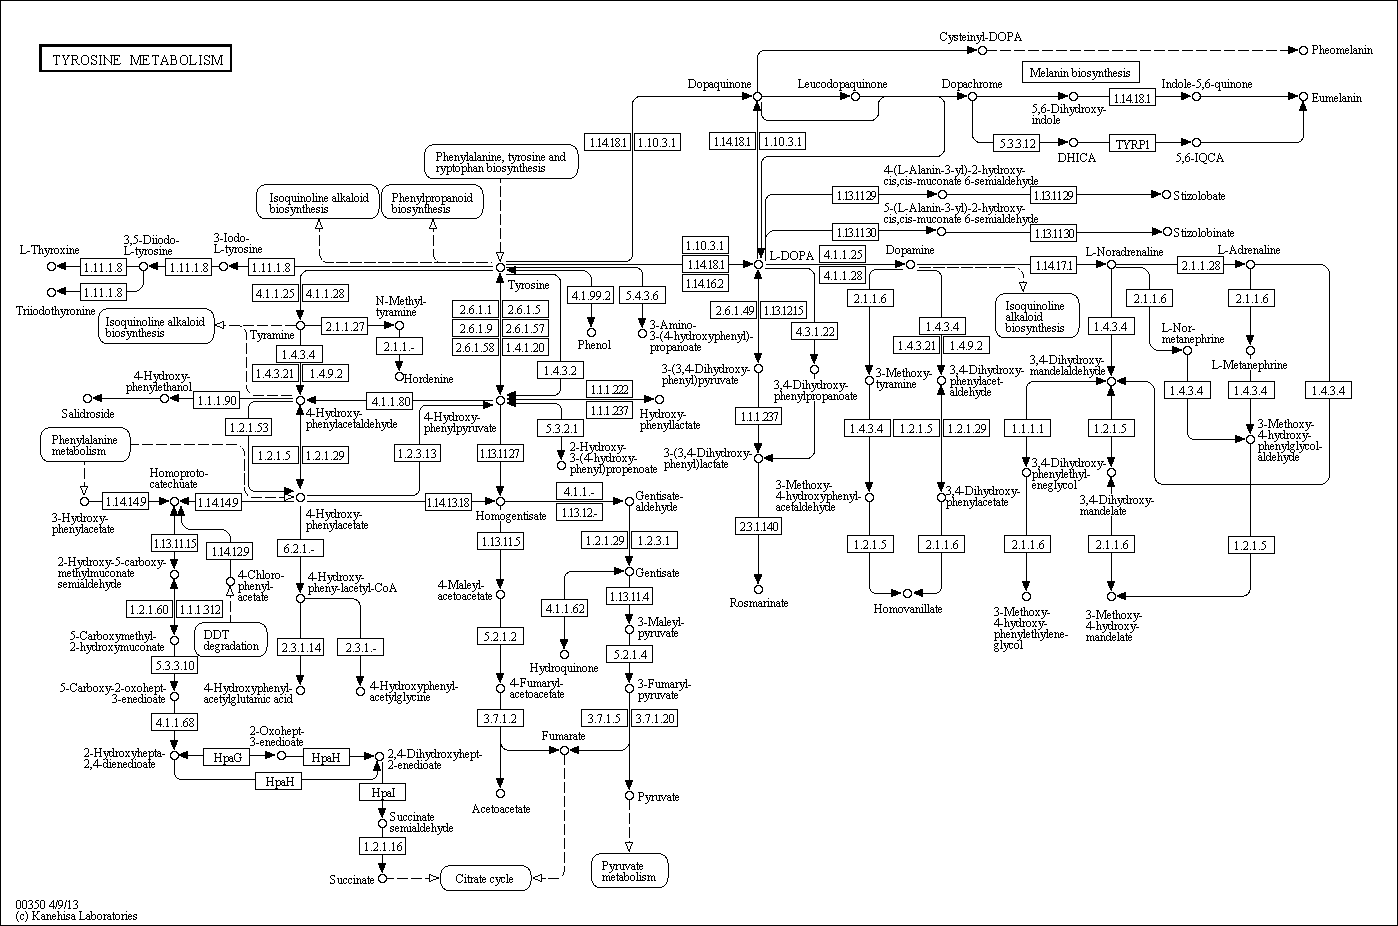 TYROSINE METABOLISM
Cysteinyl-DOPA
Pheomelanin
Melanin biosynthesis
Dopaquinone
Leucodopaquinone
Dopachrome
Indole-5,6-quinone
5,6-Dihydroxy-
indole
1.14.18.1
Eumelanin
1.14.18.1
1.10.3.1
1.14.18.1
1.10.3.1
5.3.3.12
DHICA
TYRP1
5,6-IQCA
Phenylalanine, tyrosine and
ryptophan biosynthesis
Isoquinoline alkaloid
biosynthesis
Phenylpropanoid
biosynthesis
4-(L-Alanin-3-yl)-2-hydroxy-
cis,cis-muconate 6-semialdehyde
1.13.1129
1.13.1129
Stizolobate
5-(L-Alanin-3-yl)-2-hydroxy-
cis,cis-muconate 6-semialdehyde
1.13.1130
1.13.1130
Stizolobinate
L-Thyroxine
3,5-Diiodo-
L-tyrosine
3-Iodo-
L-tyrosine
1.11.1.8
1.11.1.8
1.11.1.8
1.11.1.8
Triiodothyronine
Tyrosine
1.10.3.1
1.14.18.1
1.14.16.2
L-DOPA
4.1.1.25
4.1.1.28
Dopamine
1.14.17.1
L-Noradrenaline
2.1.1.28
L-Adrenaline
4.1.1.25
4.1.1.28
Isoquinoline alkaloid
biosynthesis
Tyramine
2.1.1.27
N-Methyl-
tyramine
2.1.1.-
Hordenine
2.6.1.1
2.6.1.5
2.6.1.9
2.6.1.57
2.6.1.58
1.4.1.20
4.1.99.2
5.4.3.6
Phenol
3-Amino-
3-(4-hydroxyphenyl)-
propanoate
1.4.3.2
2.6.1.49
1.13.1215
4.3.1.22
2.1.1.6
1.4.3.4
1.4.3.21
1.4.9.2
Isoquinoline
alkaloid
biosynthesis
2.1.1.6
L-Nor-
metanephrine
1.4.3.4
2.1.1.6
L-Metanephrine
1.4.3.4
1.4.3.4
1.4.3.4
1.4.3.4
1.4.3.21
1.4.9.2
4-Hydroxy-
phenylethanol
Salidroside
1.1.1.90
4-Hydroxy-
phenylacetaldehyde
4.1.1.80
4-Hydroxy-
phenylpyruvate
1.1.1.222
1.1.1.237
Hydroxy-
phenyllactate
5.3.2.1
2-Hydroxy-
3-(4-hydroxy-
phenyl)propenoate
3-(3,4-Dihydroxy-
phenyl)pyruvate
3,4-Dihydroxy-
phenylpropanoate
1.1.1.237
3-(3,4-Dihydroxy-
phenyl)lactate
3-Methoxy-
tyramine
3,4-Dihydroxy-
phenylacet-
aldehyde
3,4-Dihydroxy-
mandelaldehyde
1.4.3.4
1.2.1.5
1.2.1.29
1.1.1.1
1.2.1.5
3-Methoxy-
4-hydroxy-
phenylglycol-
aldehyde
Phenylalanine
metabolism
1.2.1.53
1.2.1.5
1.2.1.29
1.2.3.13
1.13.1127
3,4-Dihydroxy-
phenylethyl-
eneglycol
Homoproto-
catechuate
1.14.14.9
1.14.14.9
3-Hydroxy-
phenylacetate
4-Hydroxy-
phenylacetate
1.14.13.18
Homogentisate
4.1.1.-
1.13.12.-
Gentisate-
aldehyde
3-Methoxy-
4-hydroxyphenyl-
acetaldehyde
3,4-Dihydroxy-
phenylacetate
3,4-Dihydroxy-
mandelate
2.3.1.140
1.13.11.15
1.14.12.9
6.2.1.-
1.13.11.5
1.2.1.29
1.2.3.1
1.2.1.5
2.1.1.6
2.1.1.6
2.1.1.6
1.2.1.5
2-Hydroxy-5-carboxy-
methylmuconate
semialdehyde
4-Chloro-
phenyl-
acetate
4-Hydroxy-
pheny-lacetyl-CoA
4-Maleyl-
acetoacetate
Gentisate
4.1.1.62
1.13.11.4
Rosmarinate
Homovanillate
3-Methoxy-
4-hydroxy-
phenylethylene-
glycol
3-Methoxy-
4-hydroxy-
mandelate
1.2.1.60
1.1.1.312
DDT
degradation
5-Carboxymethyl-
2-hydroxymuconate
2.3.1.14
2.3.1.-
5.2.1.2
3-Maleyl-
pyruvate
5.2.1.4
Hydroquinone
5.3.3.10
5-Carboxy-2-oxohept-
3-enedioate
4-Hydroxyphenyl-
acetylglutamic acid
4-Hydroxyphenyl-
acetylglycine
4-Fumaryl-
acetoacetate
3-Fumaryl-
pyruvate
4.1.1.68
3.7.1.2
3.7.1.5
3.7.1.20
2-Hydroxyhepta-
2,4-dienedioate
2-Oxohept-
3-enedioate
HpaG
HpaH
HpaH
2,4-Dihydroxyhept-
2-enedioate
Fumarate
HpaI
Acetoacetate
Pyruvate
Succinate
semialdehyde
1.2.1.16
Succinate
Citrate cycle
Pyruvate
metabolism
00350 4/9/13
(c) Kanehisa Laboratories